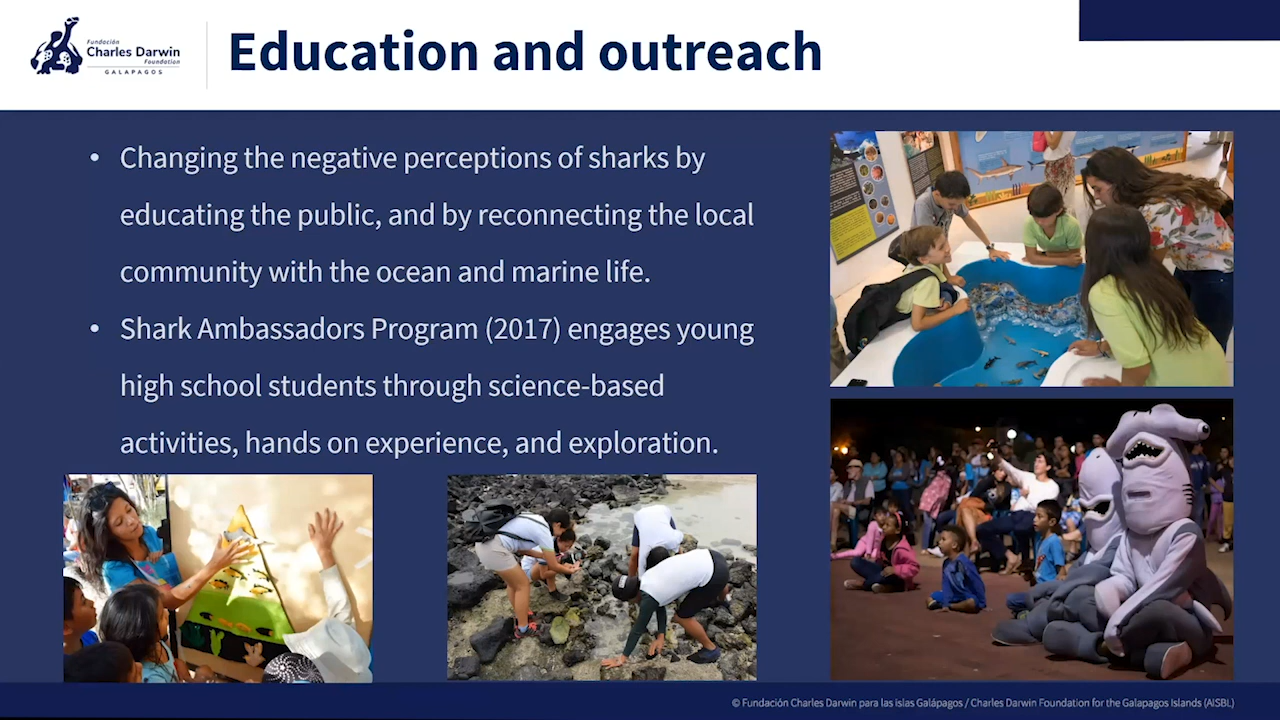 Fundación
Charles Darwin
Foundation
GALAPAGOS
Education and outreach
• Changing the negative perceptions of sharks by
educating the public, and by reconnecting the local
community with the ocean and marine life.
• Shark Ambassadors Program (2017) engages young
high school students through science-based
activities, hands on experience, and exploration.
© Fundación Charles Darwin para las islas Galápagos / Charles Darwin Foundation for the Galapagos Islands (AISBL)